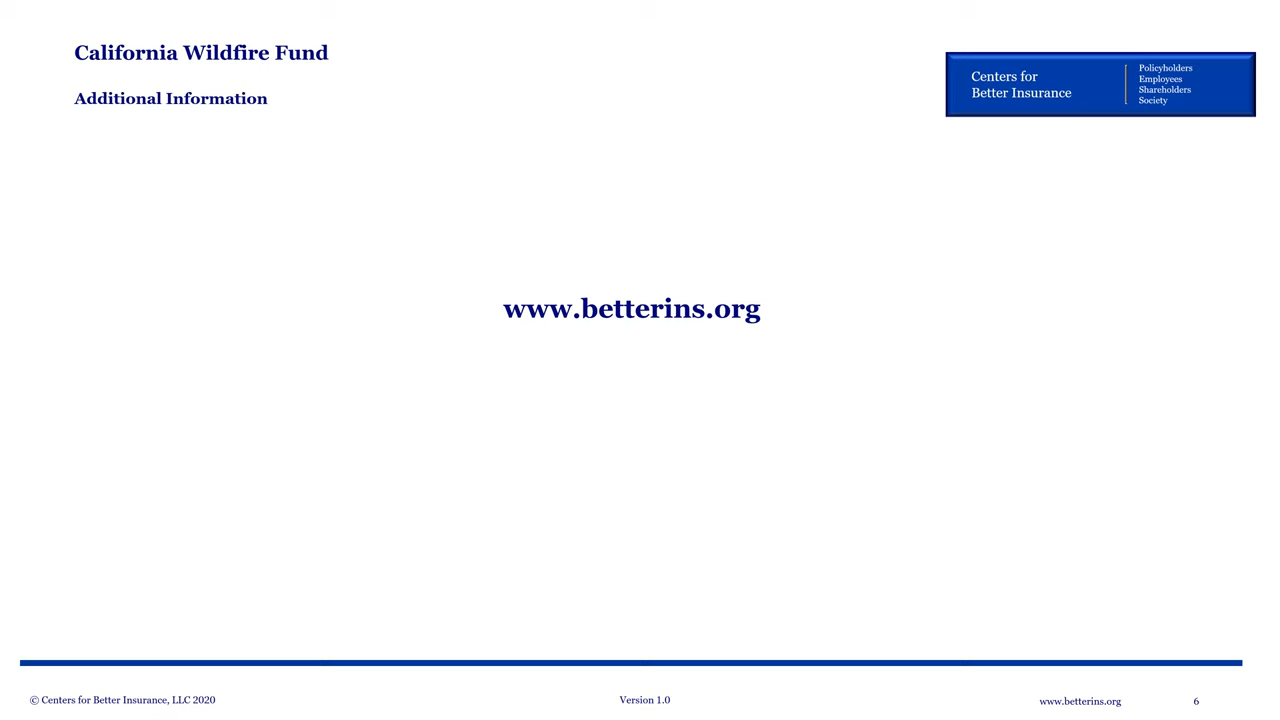 California Wildfire Fund
Additional Information
Centers for
Better Insurance
Policyholders
Employees
Shareholders
Society
www.betterins.org
© Centers for Better Insurance, LLC 2020
Version 1.0
www.betterins.org
6